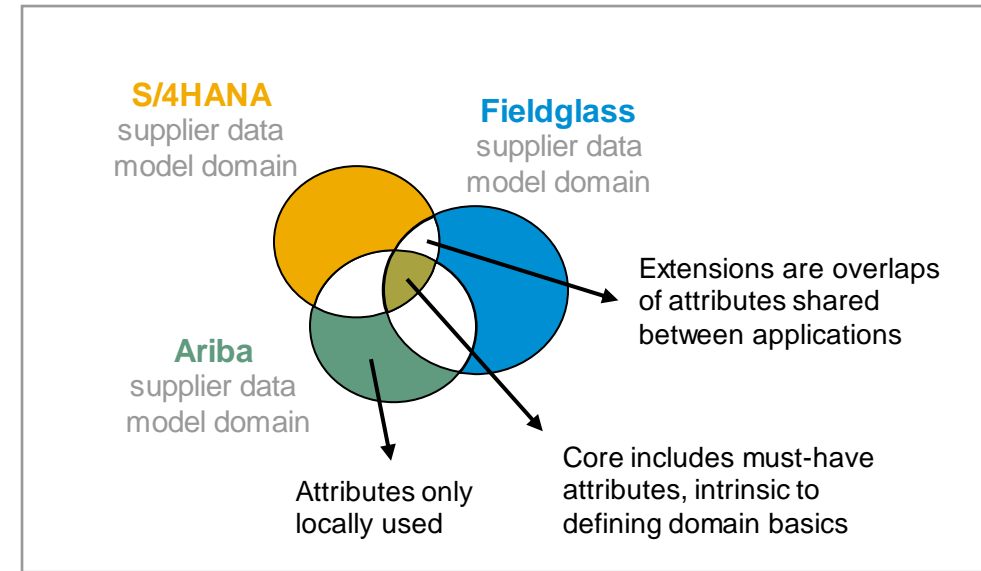 S/4HANA
supplier data
model domain
Fieldglass
supplier data
model domain
Extensions are overlaps
of attributes shared
between applications
Ariba
supplier data
model domain
Attributes only
locally used
Core includes must-have
attributes, intrinsic to
defining domain basics